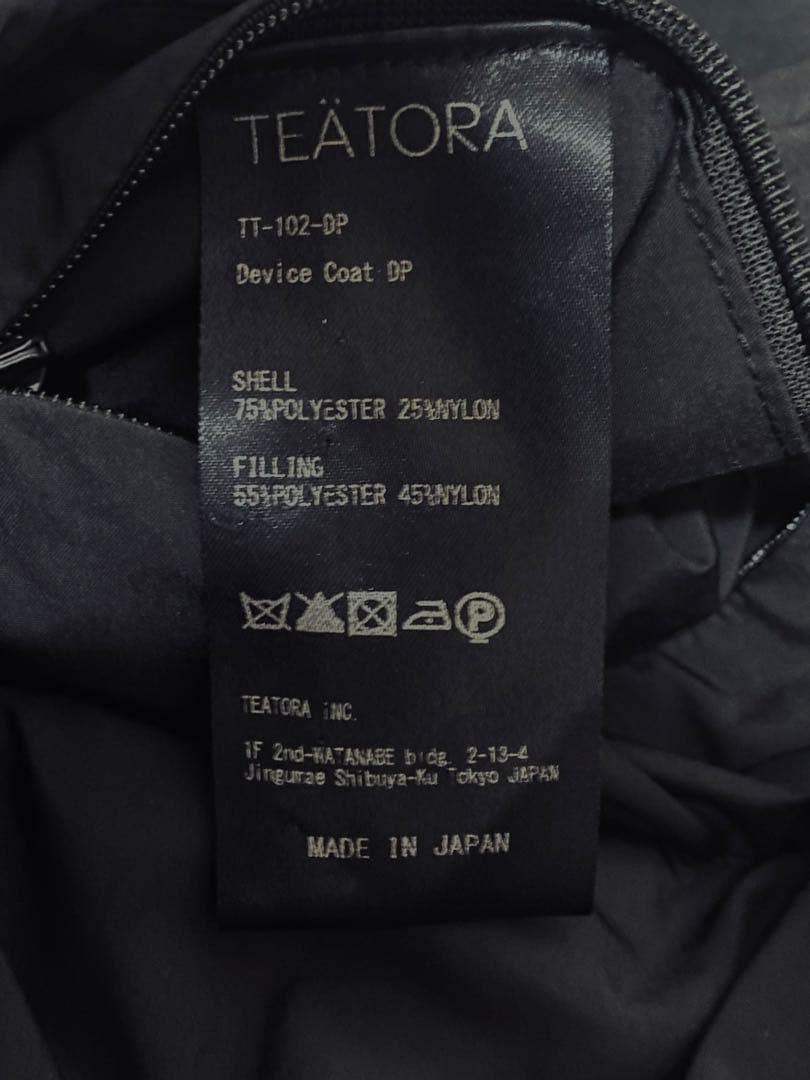 TEÄTORA
TT-102-DP
Device Coat DP
SHELL
75%POLYESTER 25%NYLON
FILLING
55%POLYESTER 45%NYLON
P
TEATORA iNC.
1F 2nd-WATANABE bldg. 2-13-4
Jingumae Shibuya-Ku Tokyo JAPAN
MADE IN JAPAN